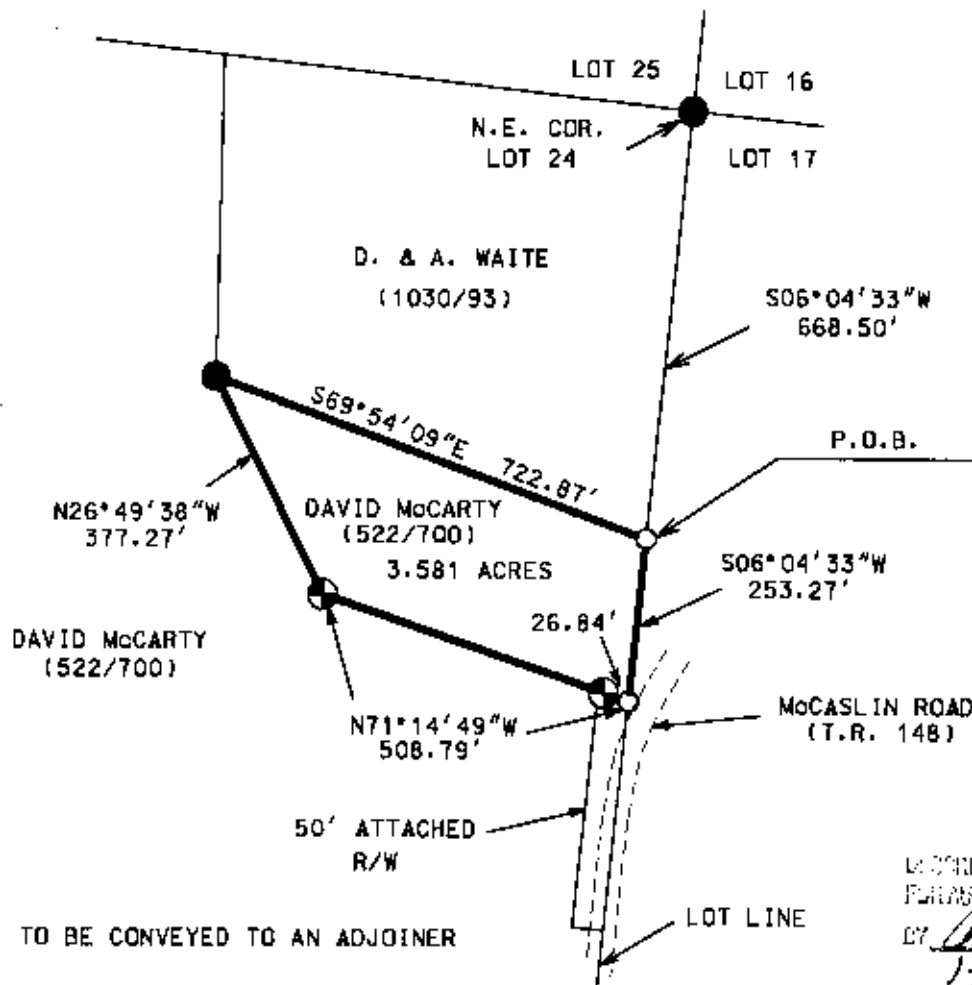 LOT 25
LOT 16
N.E. COR.
LOT 24
LOT 17
D. & A. WAITE
(1030/93)
S06°04'33"W
668.50'
P.O.B.
S69°54'09"E 722.87'
N26°49'38"W
377.27'
DAVID McCARTY
(522/700)
3.581 ACRES
S06°04'33"W
253.27'
26.84'
DAVID McCARTY
(522/700)
N71°14'49"W
508.79'
McCASLIN ROAD
(T.R. 148)
50' ATTACHED
R/W
LOT LINE
TO BE CONVEYED TO AN ADJOINER
BY